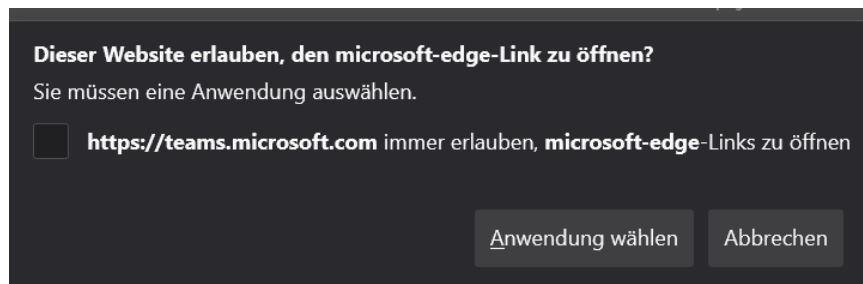 Dieser Website erlauben, den microsoft-edge-Link zu öffnen?
Sie müssen eine Anwendung auswählen.
https://teams.microsoft.com immer erlauben, microsoft-edge-Links zu öffnen
Anwendung wählen Abbrechen